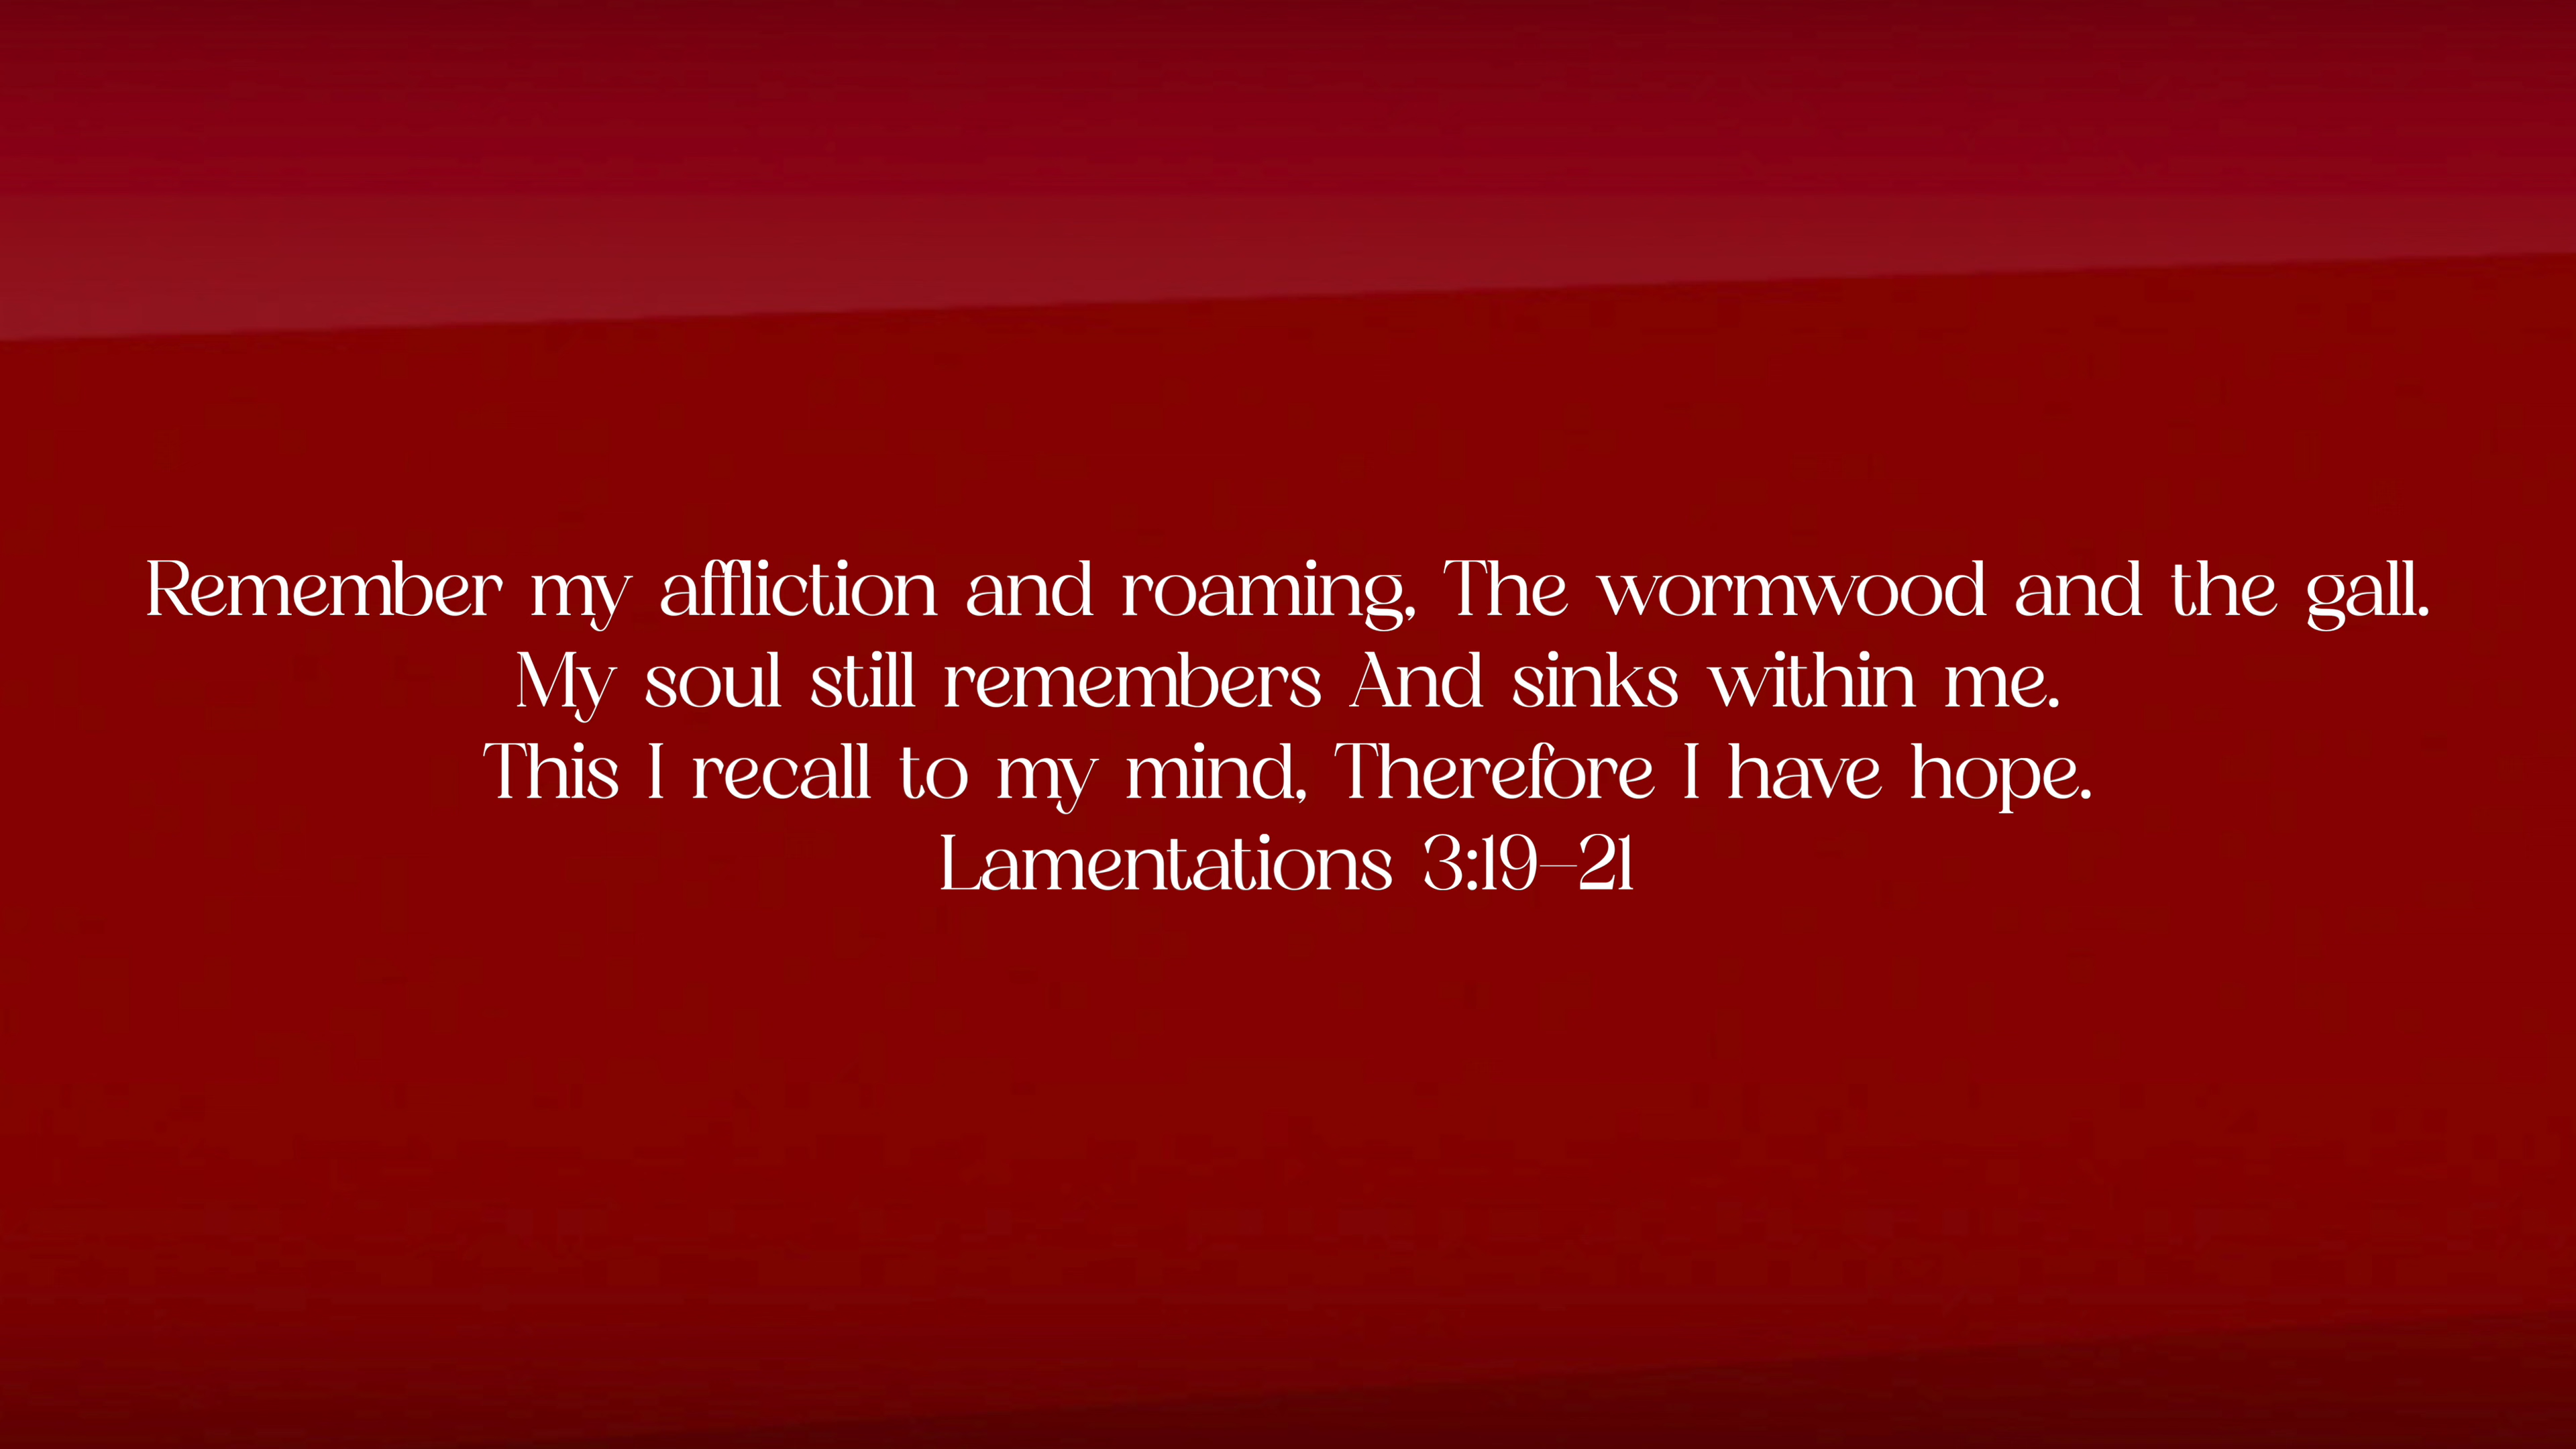 Remember my affliction and roaming, The wormwood and the gall.
My soul still remembers And sinks within me.
This I recall to my mind, Therefore I have hope.
Lamentations 3:19–21